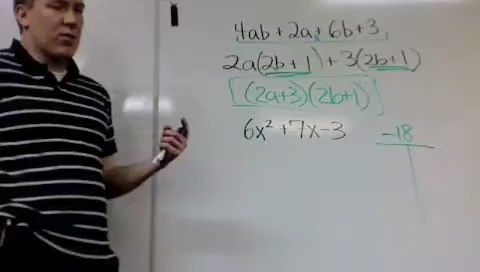 4ab + 2a + 6b + 3
2a(2b + 1) + 3(2b + 1)
[(2a+3)(2b+1)]
6x² + 7x - 3
-18